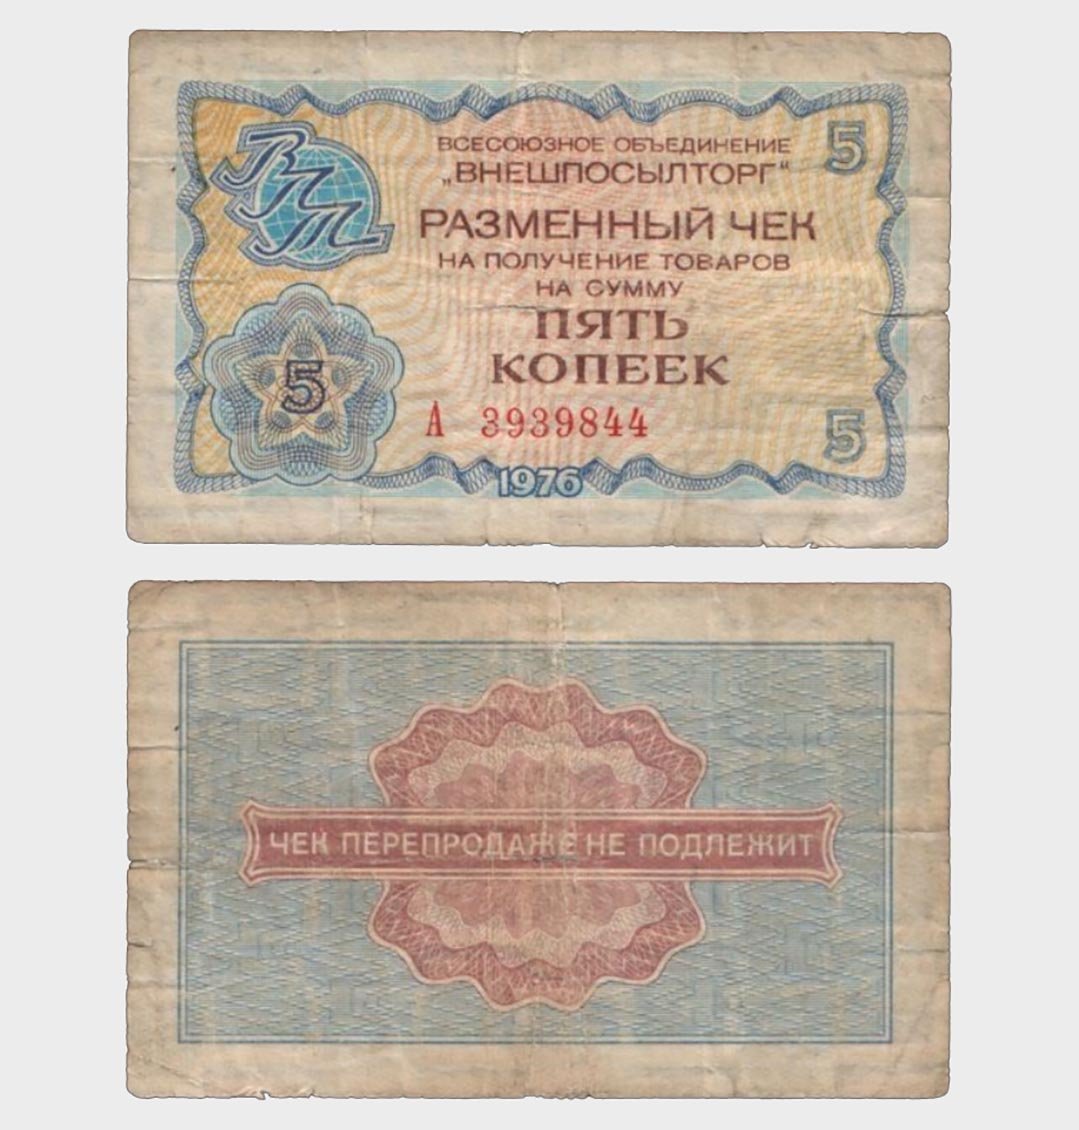 ВПТ
ВСЕСОЮЗНОЕ ОБЪЕДИНЕНИЕ
„ВНЕШПОСЫЛТОРГ“
5
РАЗМЕННЫЙ ЧЕК
НА ПОЛУЧЕНИЕ ТОВАРОВ
НА СУММУ
ПЯТЬ
КОПЕЕК
5
А 3939844
5
1976
ЧЕК ПЕРЕПРОДАЖЕ НЕ ПОДЛЕЖИТ